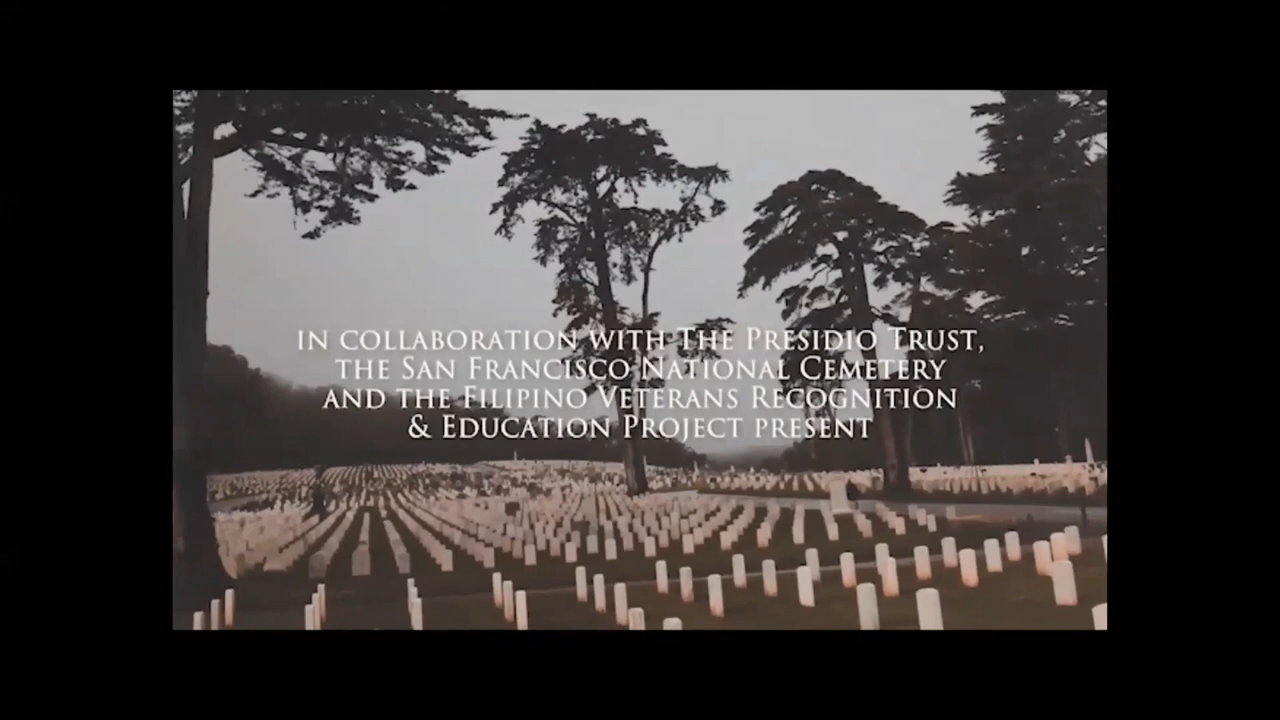 IN COLLABORATION WITH THE PRESIDIO TRUST,
THE SAN FRANCISCO NATIONAL CEMETERY
AND THE FILIPINO VETERANS RECOGNITION
& EDUCATION PROJECT PRESENT